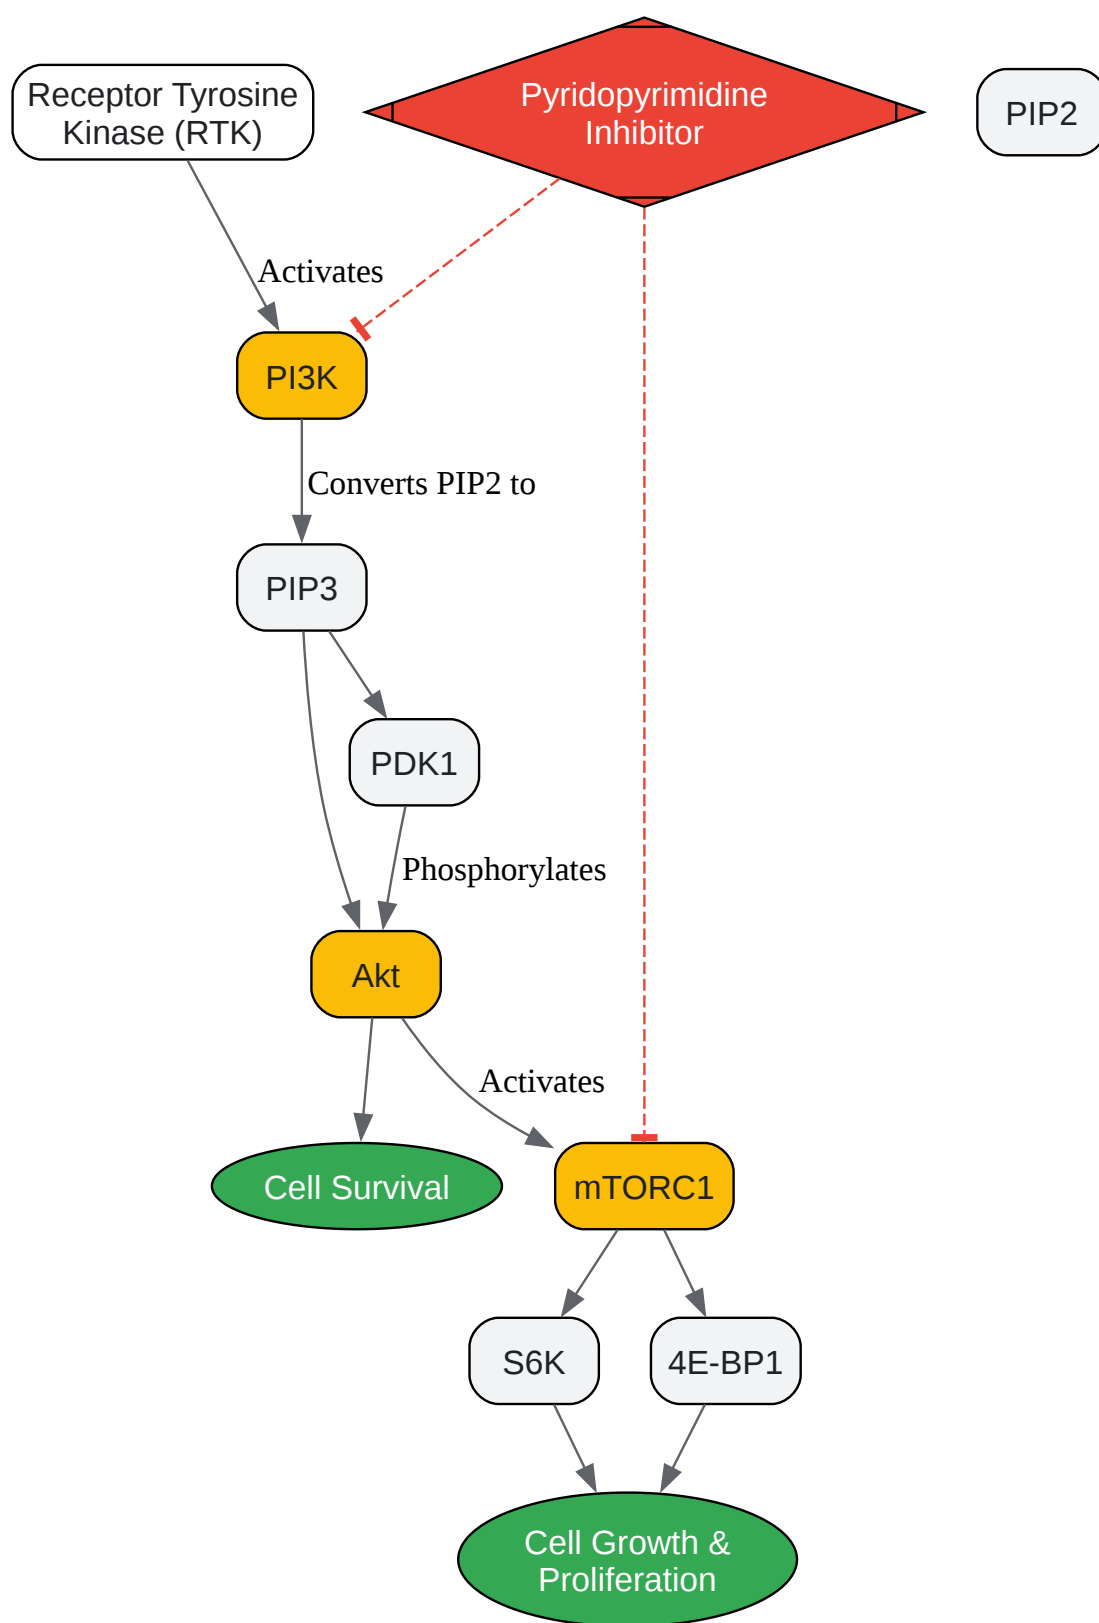 Receptor Tyrosine
Kinase (RTK)
Pyridopyrimidine
Inhibitor
PIP2
Activates
PI3K
Converts PIP2 to
PIP3
PDK1
Phosphorylates
Akt
Activates
Cell Survival
mTORC1
S6K
4E-BP1
Cell Growth &
Proliferation